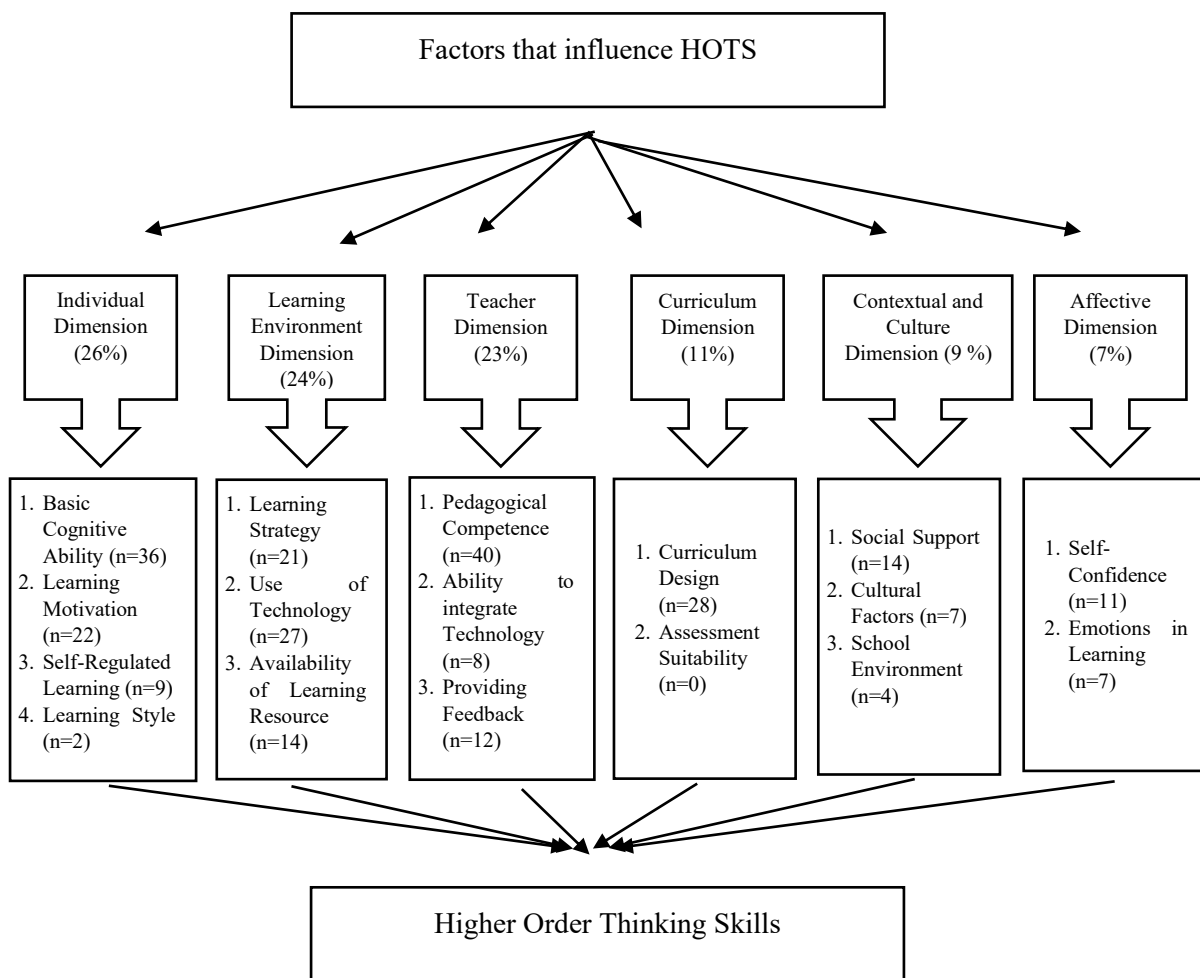 Factors that influence HOTS
Individual
Dimension
(26%)
Learning
Environment
Dimension
(24%)
Teacher
Dimension
(23%)
Curriculum
Dimension
(11%)
Contextual and
Culture
Dimension (9 %)
Affective
Dimension
(7%)
1. Basic
Cognitive
Ability (n=36)
2. Learning
Motivation
(n=22)
3. Self-Regulated
Learning (n=9)
4. Learning Style
(n=2)
1. Learning
Strategy
(n=21)
2. Use of
Technology
(n=27)
3. Availability
of Learning
Resource
(n=14)
1. Pedagogical
Competence
(n=40)
2. Ability to
integrate
Technology
(n=8)
3. Providing
Feedback
(n=12)
1. Curriculum
Design
(n=28)
2. Assessment
Suitability
(n=0)
1. Social Support
(n=14)
2. Cultural
Factors (n=7)
3. School
Environment
(n=4)
1. Self-
Confidence
(n=11)
2. Emotions in
Learning
(n=7)
Higher Order Thinking Skills